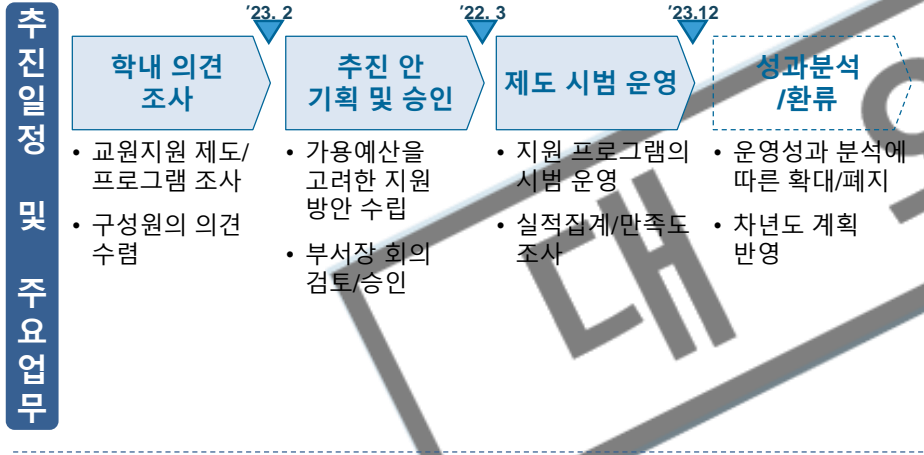 추진일정 및 주요업무
’23. 2
’22. 3
’23.12
학내 의견
조사
추진 안
기획 및 승인
제도 시범 운영
성과분석
/환류
• 교원지원 제도/
프로그램 조사
• 구성원의 의견
수렴
• 가용예산을
고려한 지원
방안 수립
• 부서장 회의
검토/승인
• 지원 프로그램의
시범 운영
• 실적집계/만족도
조사
• 운영성과 분석에
따른 확대/폐지
• 차년도 계획
반영
대